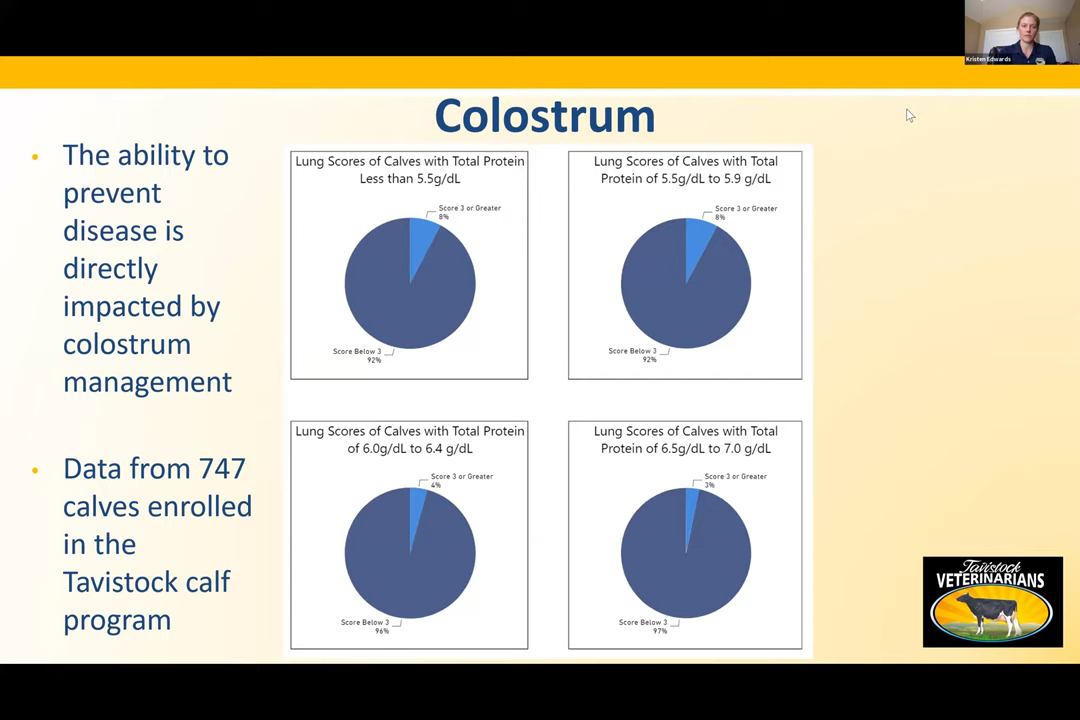 Kristen Edwards
Colostrum
• The ability to
prevent
disease is
directly
impacted by
colostrum
management
• Data from 747
calves enrolled
in the
Tavistock calf
program
Lung Scores of Calves with Total Protein
Less than 5.5g/dL
Score 3 or Greater
8%
Score Below 3
92%
Lung Scores of Calves with Total
Protein of 5.5g/dL to 5.9 g/dL
Score 3 or Greater
8%
Score Below 3
92%
Lung Scores of Calves with Total Protein
of 6.0g/dL to 6.4 g/dL
Score 3 or Greater
4%
Score Below 3
96%
Lung Scores of Calves with Total
Protein of 6.5g/dL to 7.0 g/dL
Score 3 or Greater
3%
Score Below 3
97%
Tavistock
VETERINARIANS